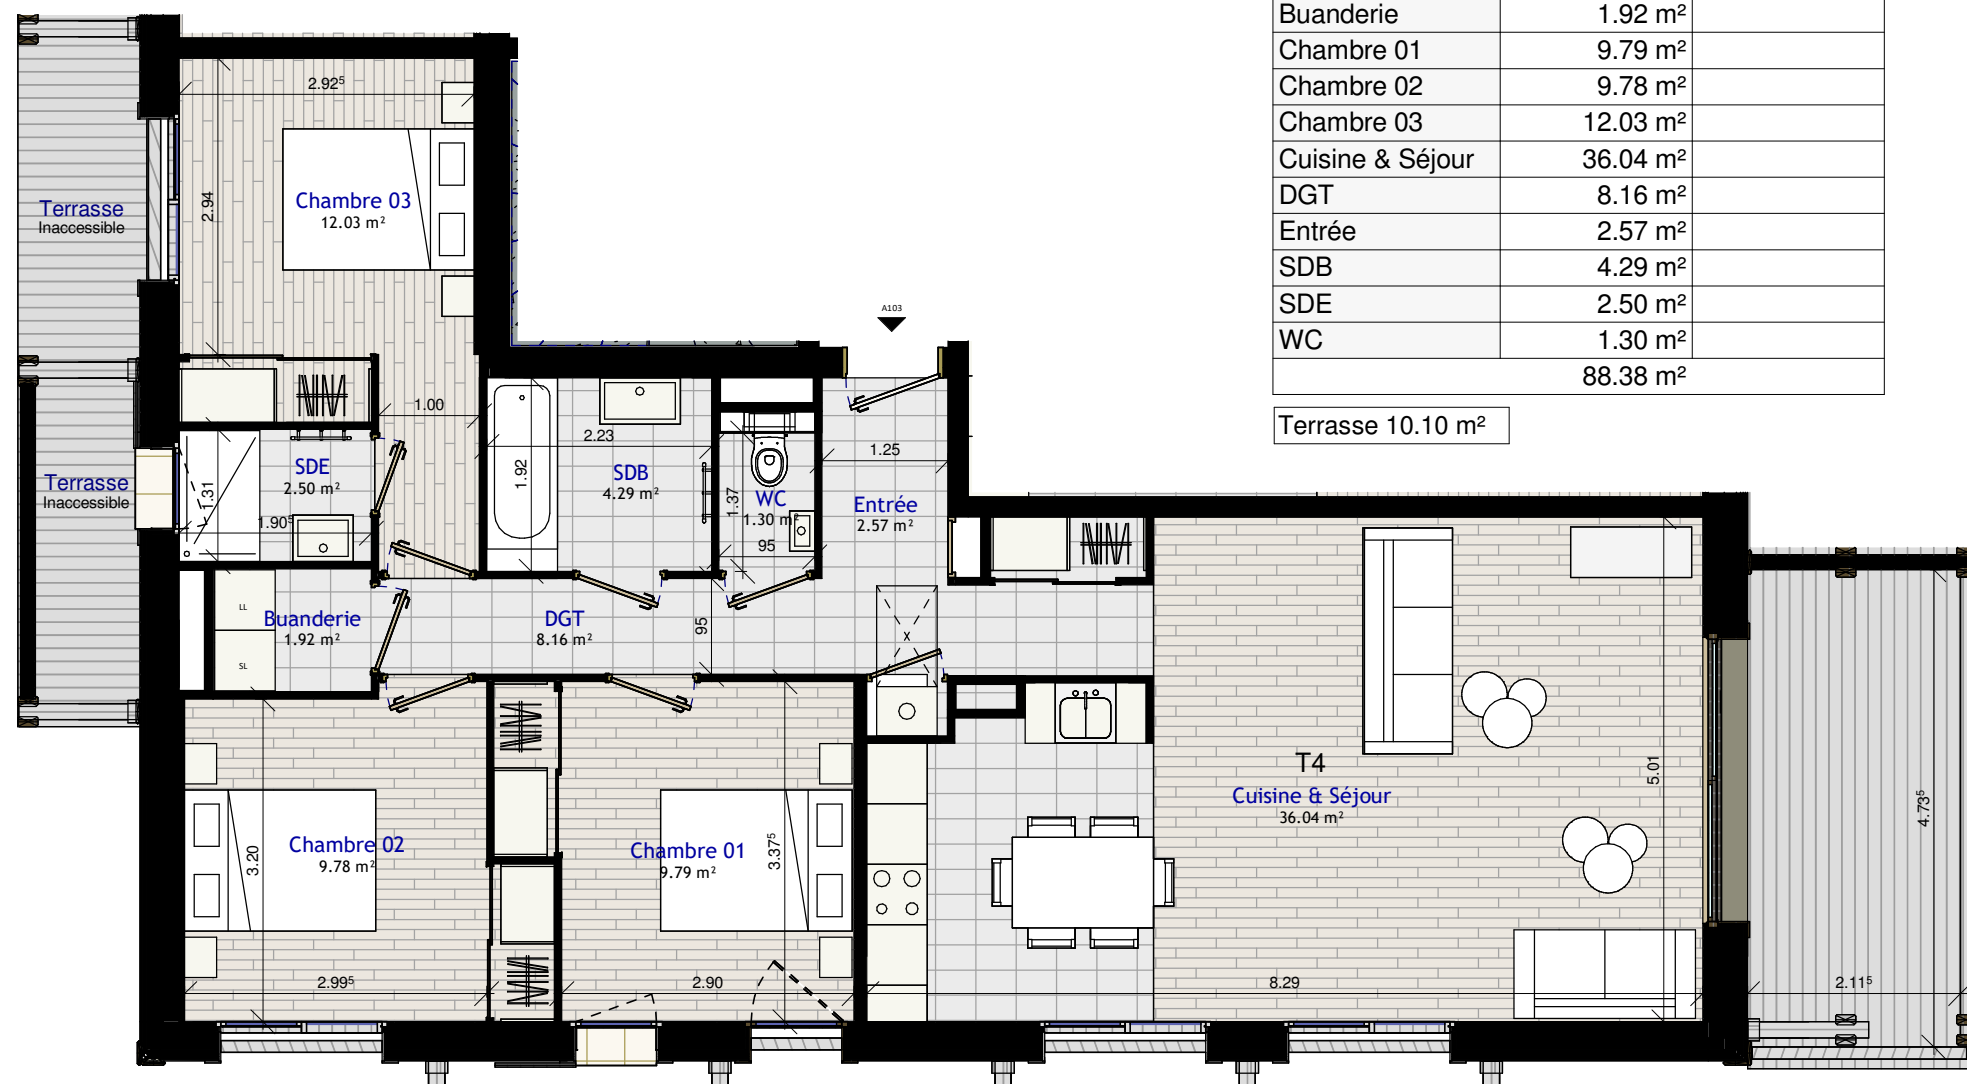 Buanderie 1.92 m²
Chambre 01 9.79 m²
Chambre 02 9.78 m²
Chambre 03 12.03 m²
Cuisine & Séjour 36.04 m²
DGT 8.16 m²
Entrée 2.57 m²
SDB 4.29 m²
SDE 2.50 m²
WC 1.30 m²
88.38 m²
Terrasse 10.10 m²
2.92⁵
2.94
Chambre 03
12.03 m²
Terrasse
Inaccessible
A103
1.00
2.23
1.92
SDB
4.29 m²
1.25
1.37
WC
1.30 m²
95
Entrée
2.57 m²
SDE
2.50 m²
1.31
1.90⁵
Terrasse
Inaccessible
LL
SL
Buanderie
1.92 m²
DGT
8.16 m²
95
X
T4
Cuisine & Séjour
36.04 m²
5.01
4.73⁵
Chambre 02
9.78 m²
3.20
Chambre 01
9.79 m²
3.37⁵
2.99⁵
2.90
8.29
2.11⁵